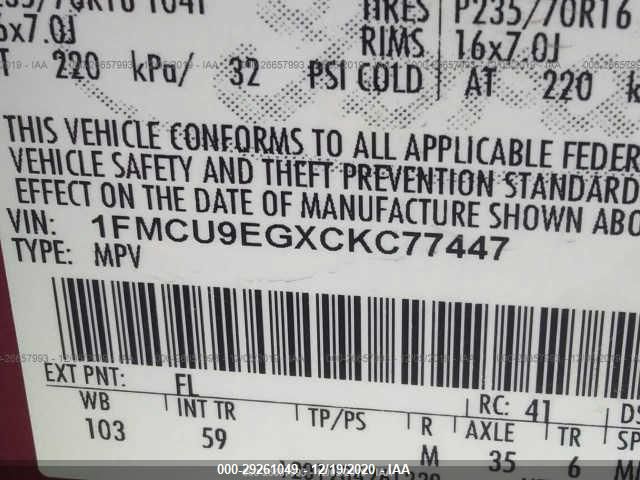 TIRES P235/70R16
6x7.0J RIMS 16x7.0J
220 kPa/ 32 PSI COLD AT 220
THIS VEHICLE CONFORMS TO ALL APPLICABLE FEDER
VEHICLE SAFETY AND THEFT PREVENTION STANDARD
EFFECT ON THE DATE OF MANUFACTURE SHOWN ABO
VIN: 1FMCU9EGXCKC77447
TYPE: MPV
EXT PNT: FL RC: 41 DS
WB INT TR TP/PS R AXLE TR SP
103 59 M 35 6
000-29261049 - 12/19/2020 - IAA